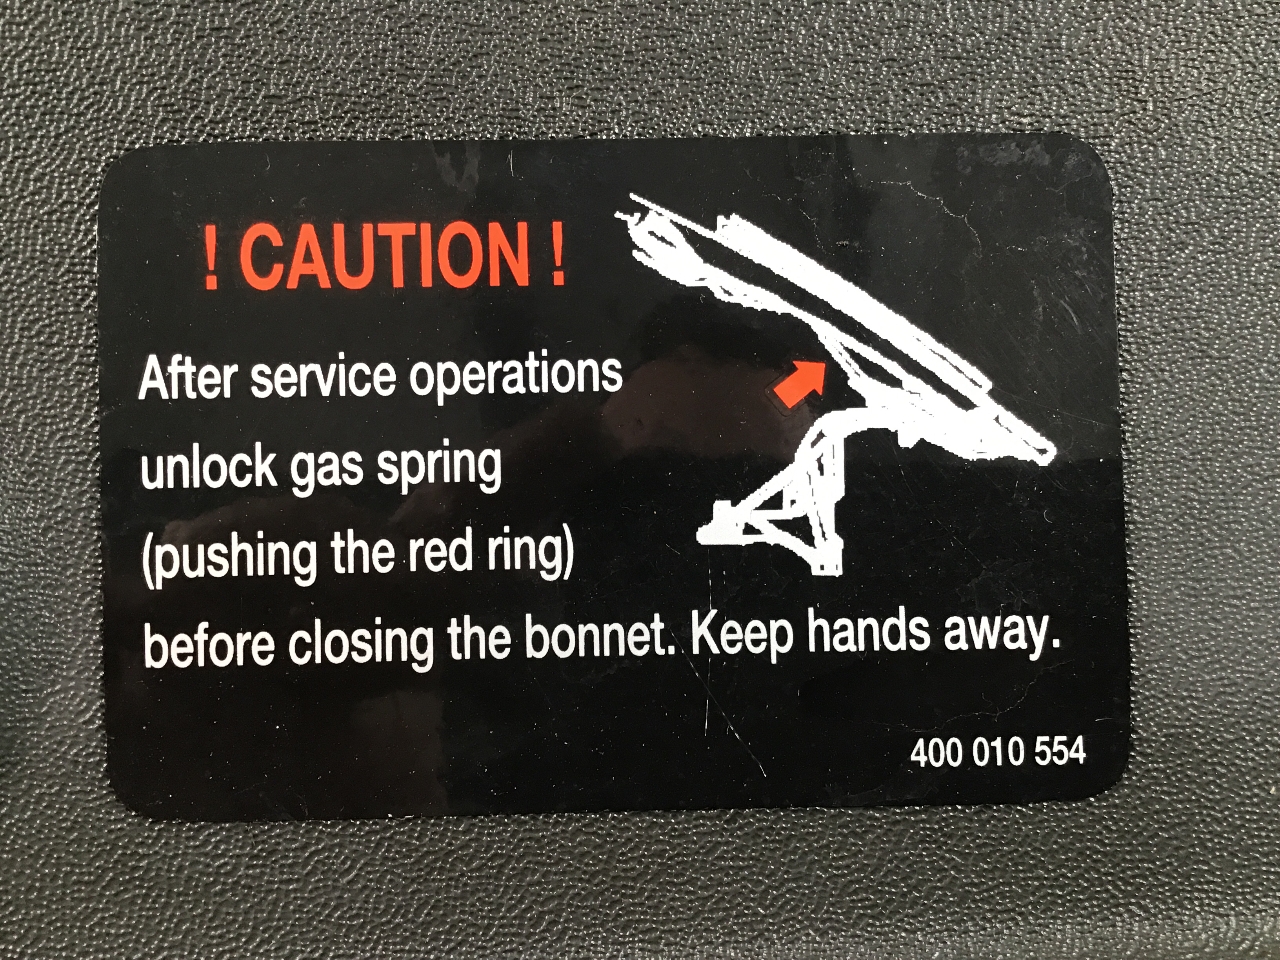 ! CAUTION !
After service operations
unlock gas spring
(pushing the red ring)
before closing the bonnet. Keep hands away.
400 010 554